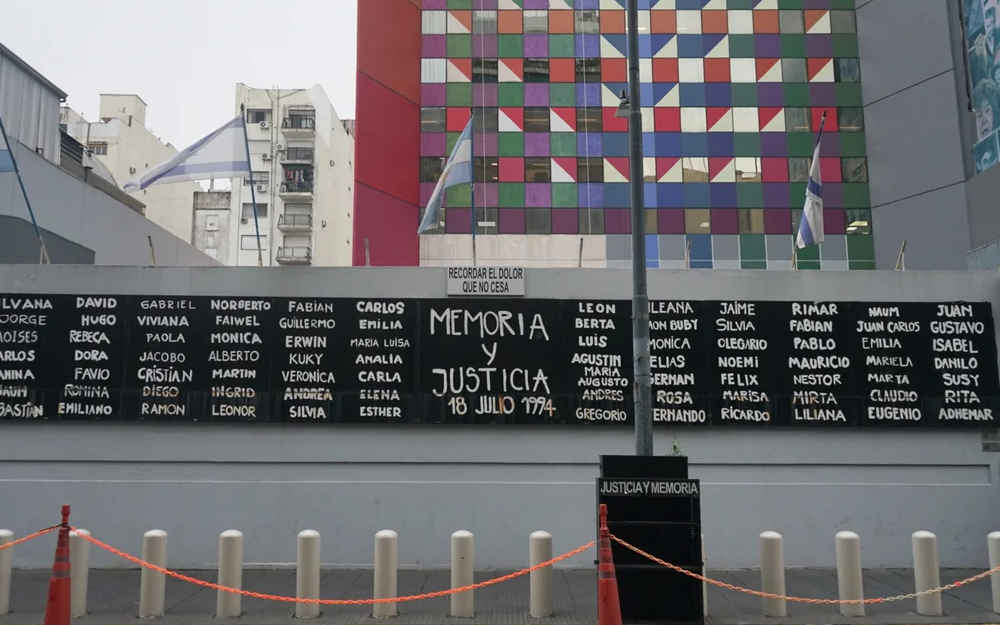 RECORDAR EL DOLOR
QUE NO CESA
LVANA
JORGE
MOISES
ARLOS
ANINA
BASTIÁN
DAVID
HUGO
REBECA
DORA
FAVIO
ROMINA
EMILIANO
GABRIEL
VIVIANA
PAOLA
JACOBO
CRISTIAN
DIEGO
RAMON
NORBERTO
FAIWEL
MONICA
ALBERTO
MARTIN
INGRID
LEONOR
FABIAN
GUILLERMO
ERWIN
KUKY
VERONICA
ANDREA
SILVIA
CARLOS
EMILIA
MARIA LUISA
ANALIA
CARLA
ELENA
ESTHER
MEMORIA
Y
JUSTICIA
18 JULIO 1994
LEON
BERTA
LUIS
AGUSTIN
MARIA
AUGUSTO
ANDRES
GREGORIO
ILEANA
MON BUBY
MONICA
ELIAS
GERMAN
ROSA
FERNANDO
JAIME
SILVIA
OLEGARIO
NOEMI
FELIX
MARISA
RICARDO
RIMAR
FABIAN
PABLO
MAURICIO
NESTOR
MIRTA
LILIANA
NAUM
JUAN CARLOS
EMILIA
MARIELA
MARTA
CLAUDIO
EUGENIO
JUAN
GUSTAVO
ISABEL
DANILO
SUSY
RITA
ADHEMAR
JUSTICIA Y MEMORIA